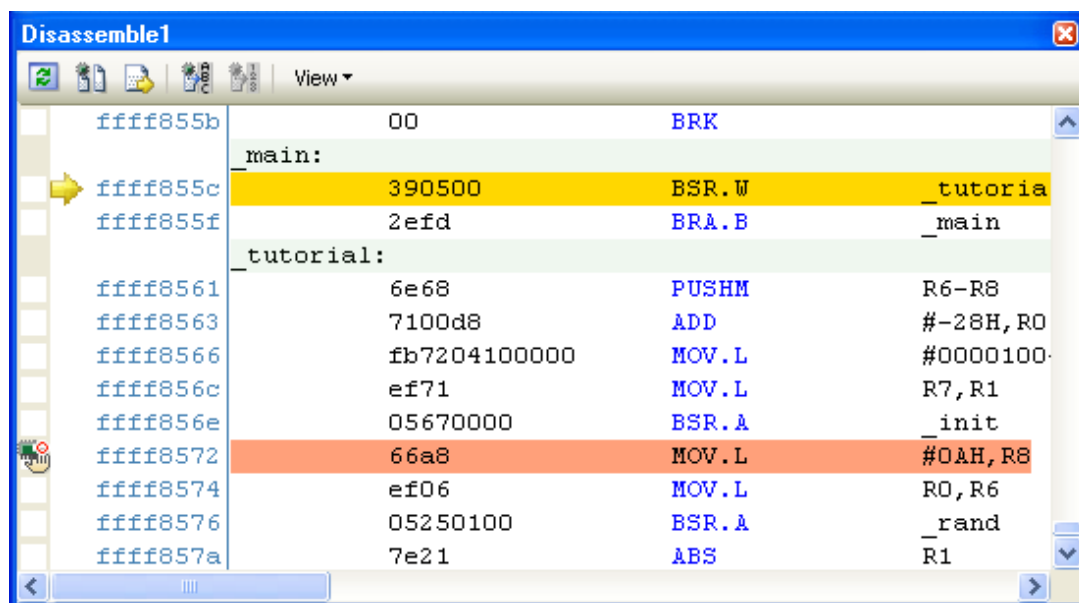 Disassemble1
View
ffff855b 00 BRK
_main:
ffff855c 390500 BSR.W _tutoria
ffff855f 2efd BRA.B _main
_tutorial:
ffff8561 6e68 PUSHM R6-R8
ffff8563 7100d8 ADD #-28H,R0
ffff8566 fb7204100000 MOV.L #0000100
ffff856c ef71 MOV.L R7,R1
ffff856e 05670000 BSR.A _init
ffff8572 66a8 MOV.L #0AH,R8
ffff8574 ef06 MOV.L R0,R6
ffff8576 05250100 BSR.A _rand
ffff857a 7e21 ABS R1